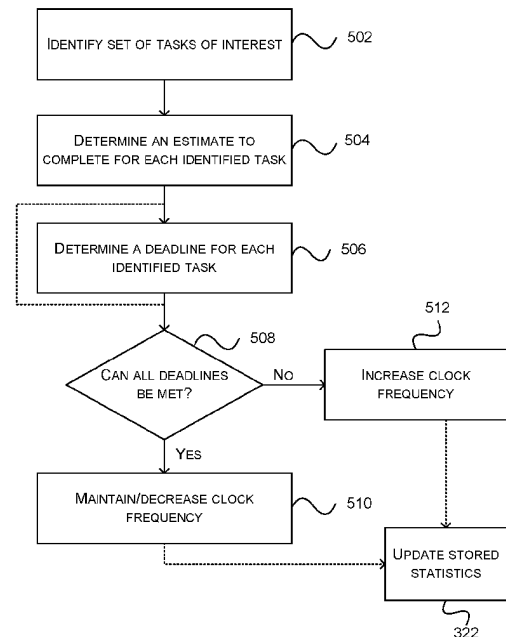 IDENTIFY SET OF TASKS OF INTEREST
502
DETERMINE AN ESTIMATE TO
COMPLETE FOR EACH IDENTIFIED TASK
504
DETERMINE A DEADLINE FOR EACH
IDENTIFIED TASK
506
508
CAN ALL DEADLINES
BE MET?
NO
512
INCREASE CLOCK
FREQUENCY
YES
MAINTAIN/DECREASE CLOCK
FREQUENCY
510
UPDATE STORED
STATISTICS
322